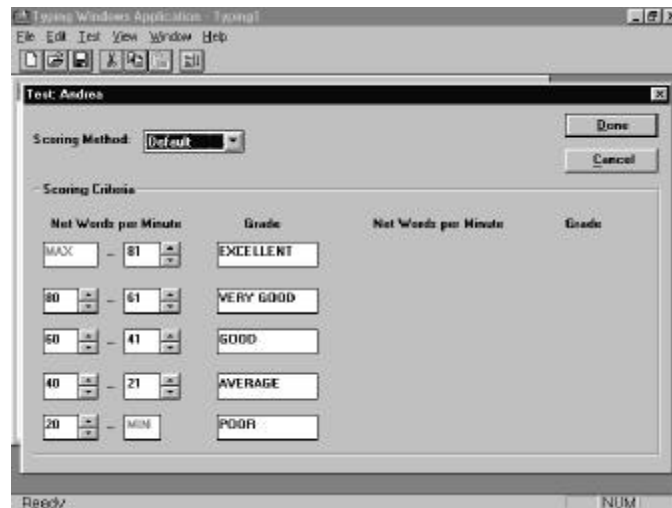 Typing Windows Application - Typing1
File Edit Test View Window Help
Test: Andrea
Scoring Method: Default
Done
Cancel
Scoring Criteria
Net Words per Minute Grade Net Words per Minute Grade
MAX - 81 EXCELLENT
80 - 61 VERY GOOD
60 - 41 GOOD
40 - 21 AVERAGE
20 - MIN POOR
Ready NUM